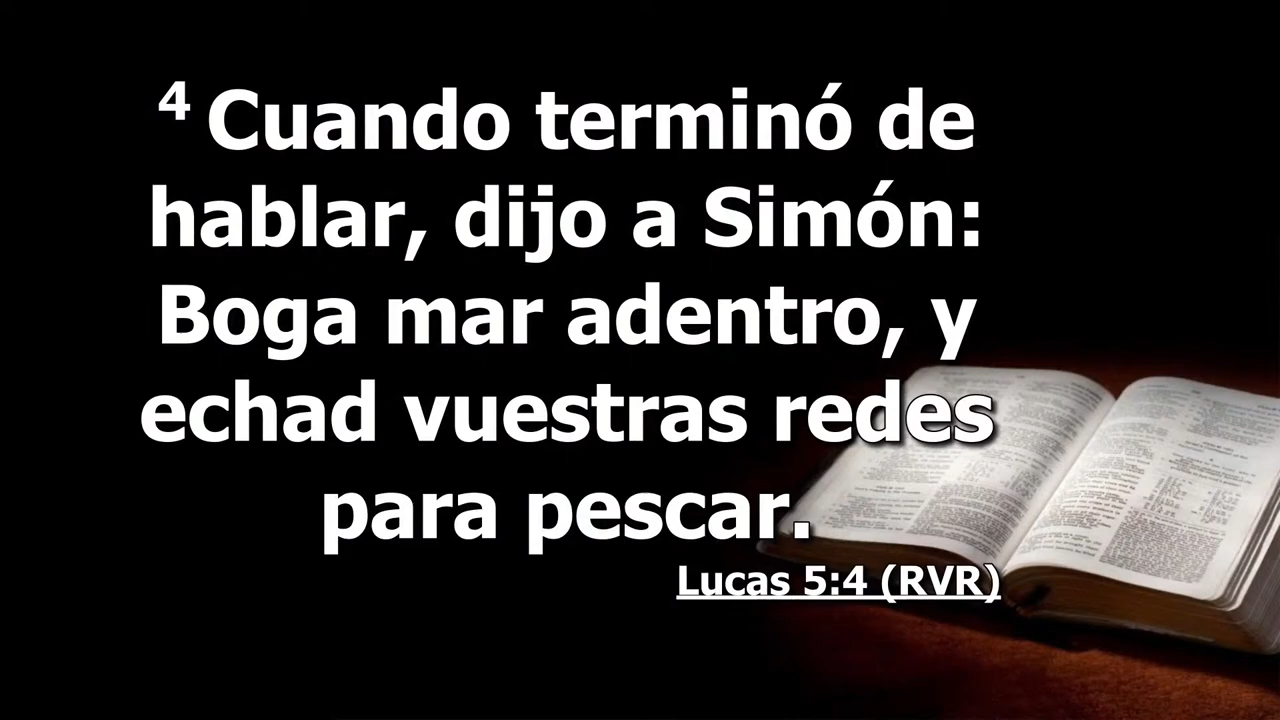 4 Cuando terminó de
hablar, dijo a Simón:
Boga mar adentro, y
echad vuestras redes
para pescar.
Lucas 5:4 (RVR)